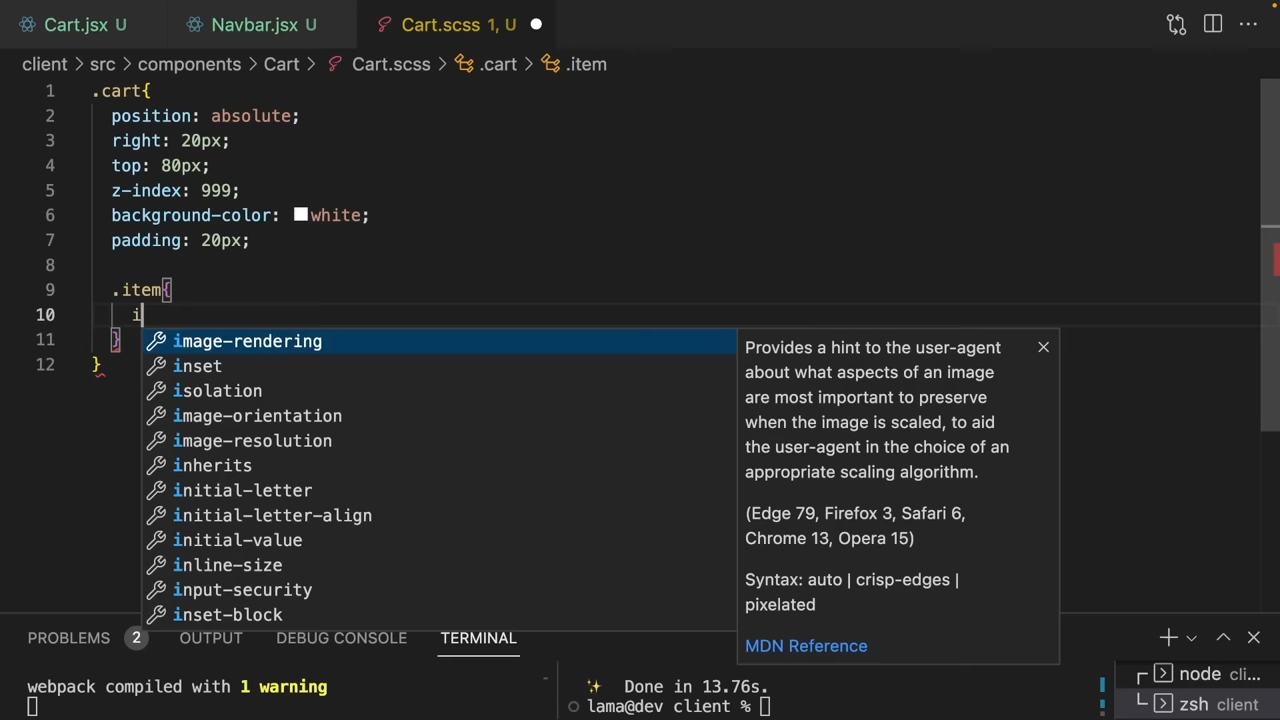 Cart.jsx U
Navbar.jsx U
Cart.scss 1, U
client > src > components > Cart > Cart.scss > .cart > .item
1 .cart{
2 position: absolute;
3 right: 20px;
4 top: 80px;
5 z-index: 999;
6 background-color: white;
7 padding: 20px;
8
9 .item{
10 i
11 }
12 }
image-rendering
inset
isolation
image-orientation
image-resolution
inherits
initial-letter
initial-letter-align
initial-value
inline-size
input-security
inset-block
Provides a hint to the user-agent
about what aspects of an image
are most important to preserve
when the image is scaled, to aid
the user-agent in the choice of an
appropriate scaling algorithm.
(Edge 79, Firefox 3, Safari 6,
Chrome 13, Opera 15)
Syntax: auto | crisp-edges |
pixelated
MDN Reference
PROBLEMS 2 OUTPUT DEBUG CONSOLE TERMINAL
webpack compiled with 1 warning
✨ Done in 13.76s.
lama@dev client %
node cli...
zsh client